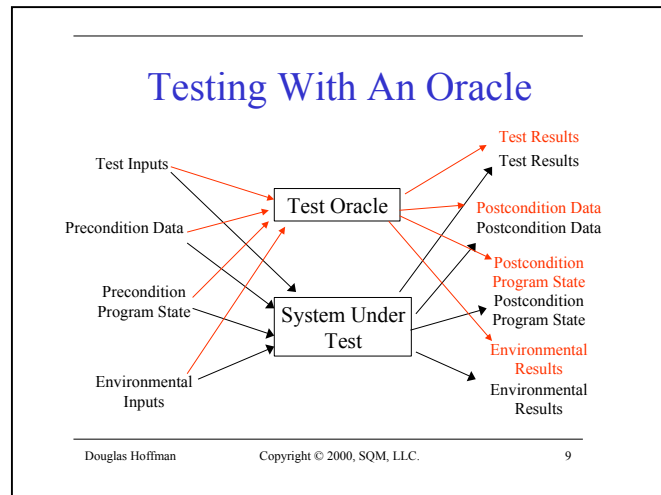 Testing With An Oracle
Test Inputs
Precondition Data
Precondition
Program State
Environmental
Inputs
Test Oracle
System Under
Test
Test Results
Test Results
Postcondition Data
Postcondition Data
Postcondition
Program State
Postcondition
Program State
Environmental
Results
Environmental
Results
Douglas Hoffman
Copyright © 2000, SQM, LLC.
9